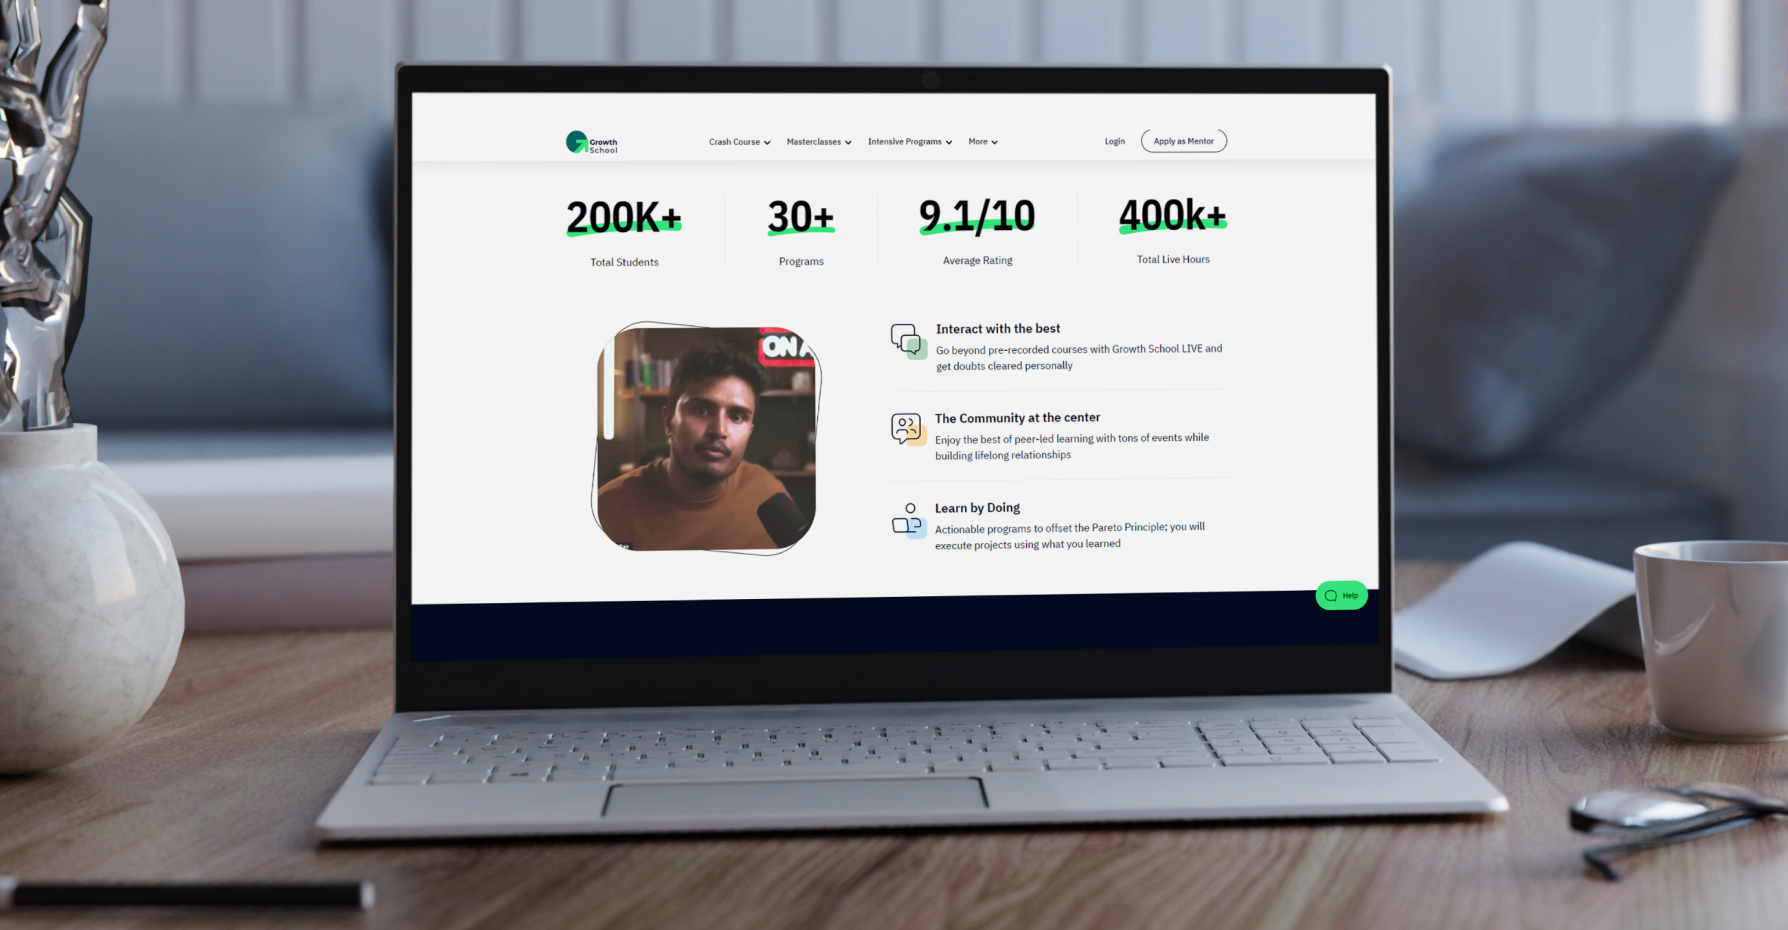 Growth
School
Crash Course
Masterclasses
Intensive Programs
More
Login
Apply as Mentor
200K+
30+
9.1/10
400k+
Total Students
Programs
Average Rating
Total Live Hours
ON A
Interact with the best
Go beyond pre-recorded courses with Growth School LIVE and
get doubts cleared personally
The Community at the center
Enjoy the best of peer-led learning with tons of events while
building lifelong relationships
Learn by Doing
Actionable programs to offset the Pareto Principle; you will
execute projects using what you learned
Help